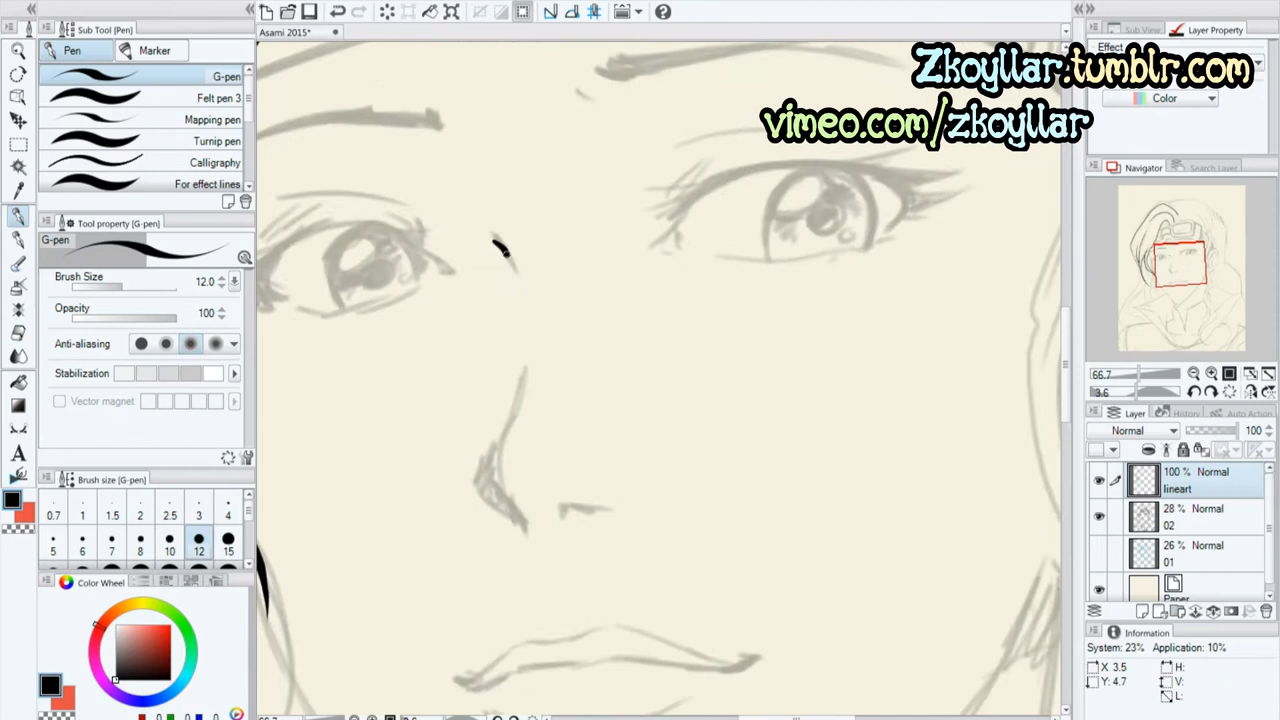 Sub Tool [Pen]
Pen
Marker
G-pen
Felt pen 3
Mapping pen
Turnip pen
Calligraphy
For effect lines
Tool property [G-pen]
G-pen
Brush Size 12.0
Opacity 100
Anti-aliasing
Stabilization
Vector magnet
Brush size [G-pen]
0.7 1 1.5 2 2.5 3 4
5 6 7 8 10 12 15
Color Wheel
Asami 2015*
Zkoyllar.tumblr.com
vimeo.com/zkoyllar
Sub View
Layer Property
Effect
Color
Navigator
Search Layer
66.7
3.6
Layer
History
Auto Action
Normal 100
100 % Normal
lineart
28 % Normal
02
26 % Normal
01
Paper
Information
System: 23% Application: 10%
X 3.5 H:
Y: 4.7 V:
L: